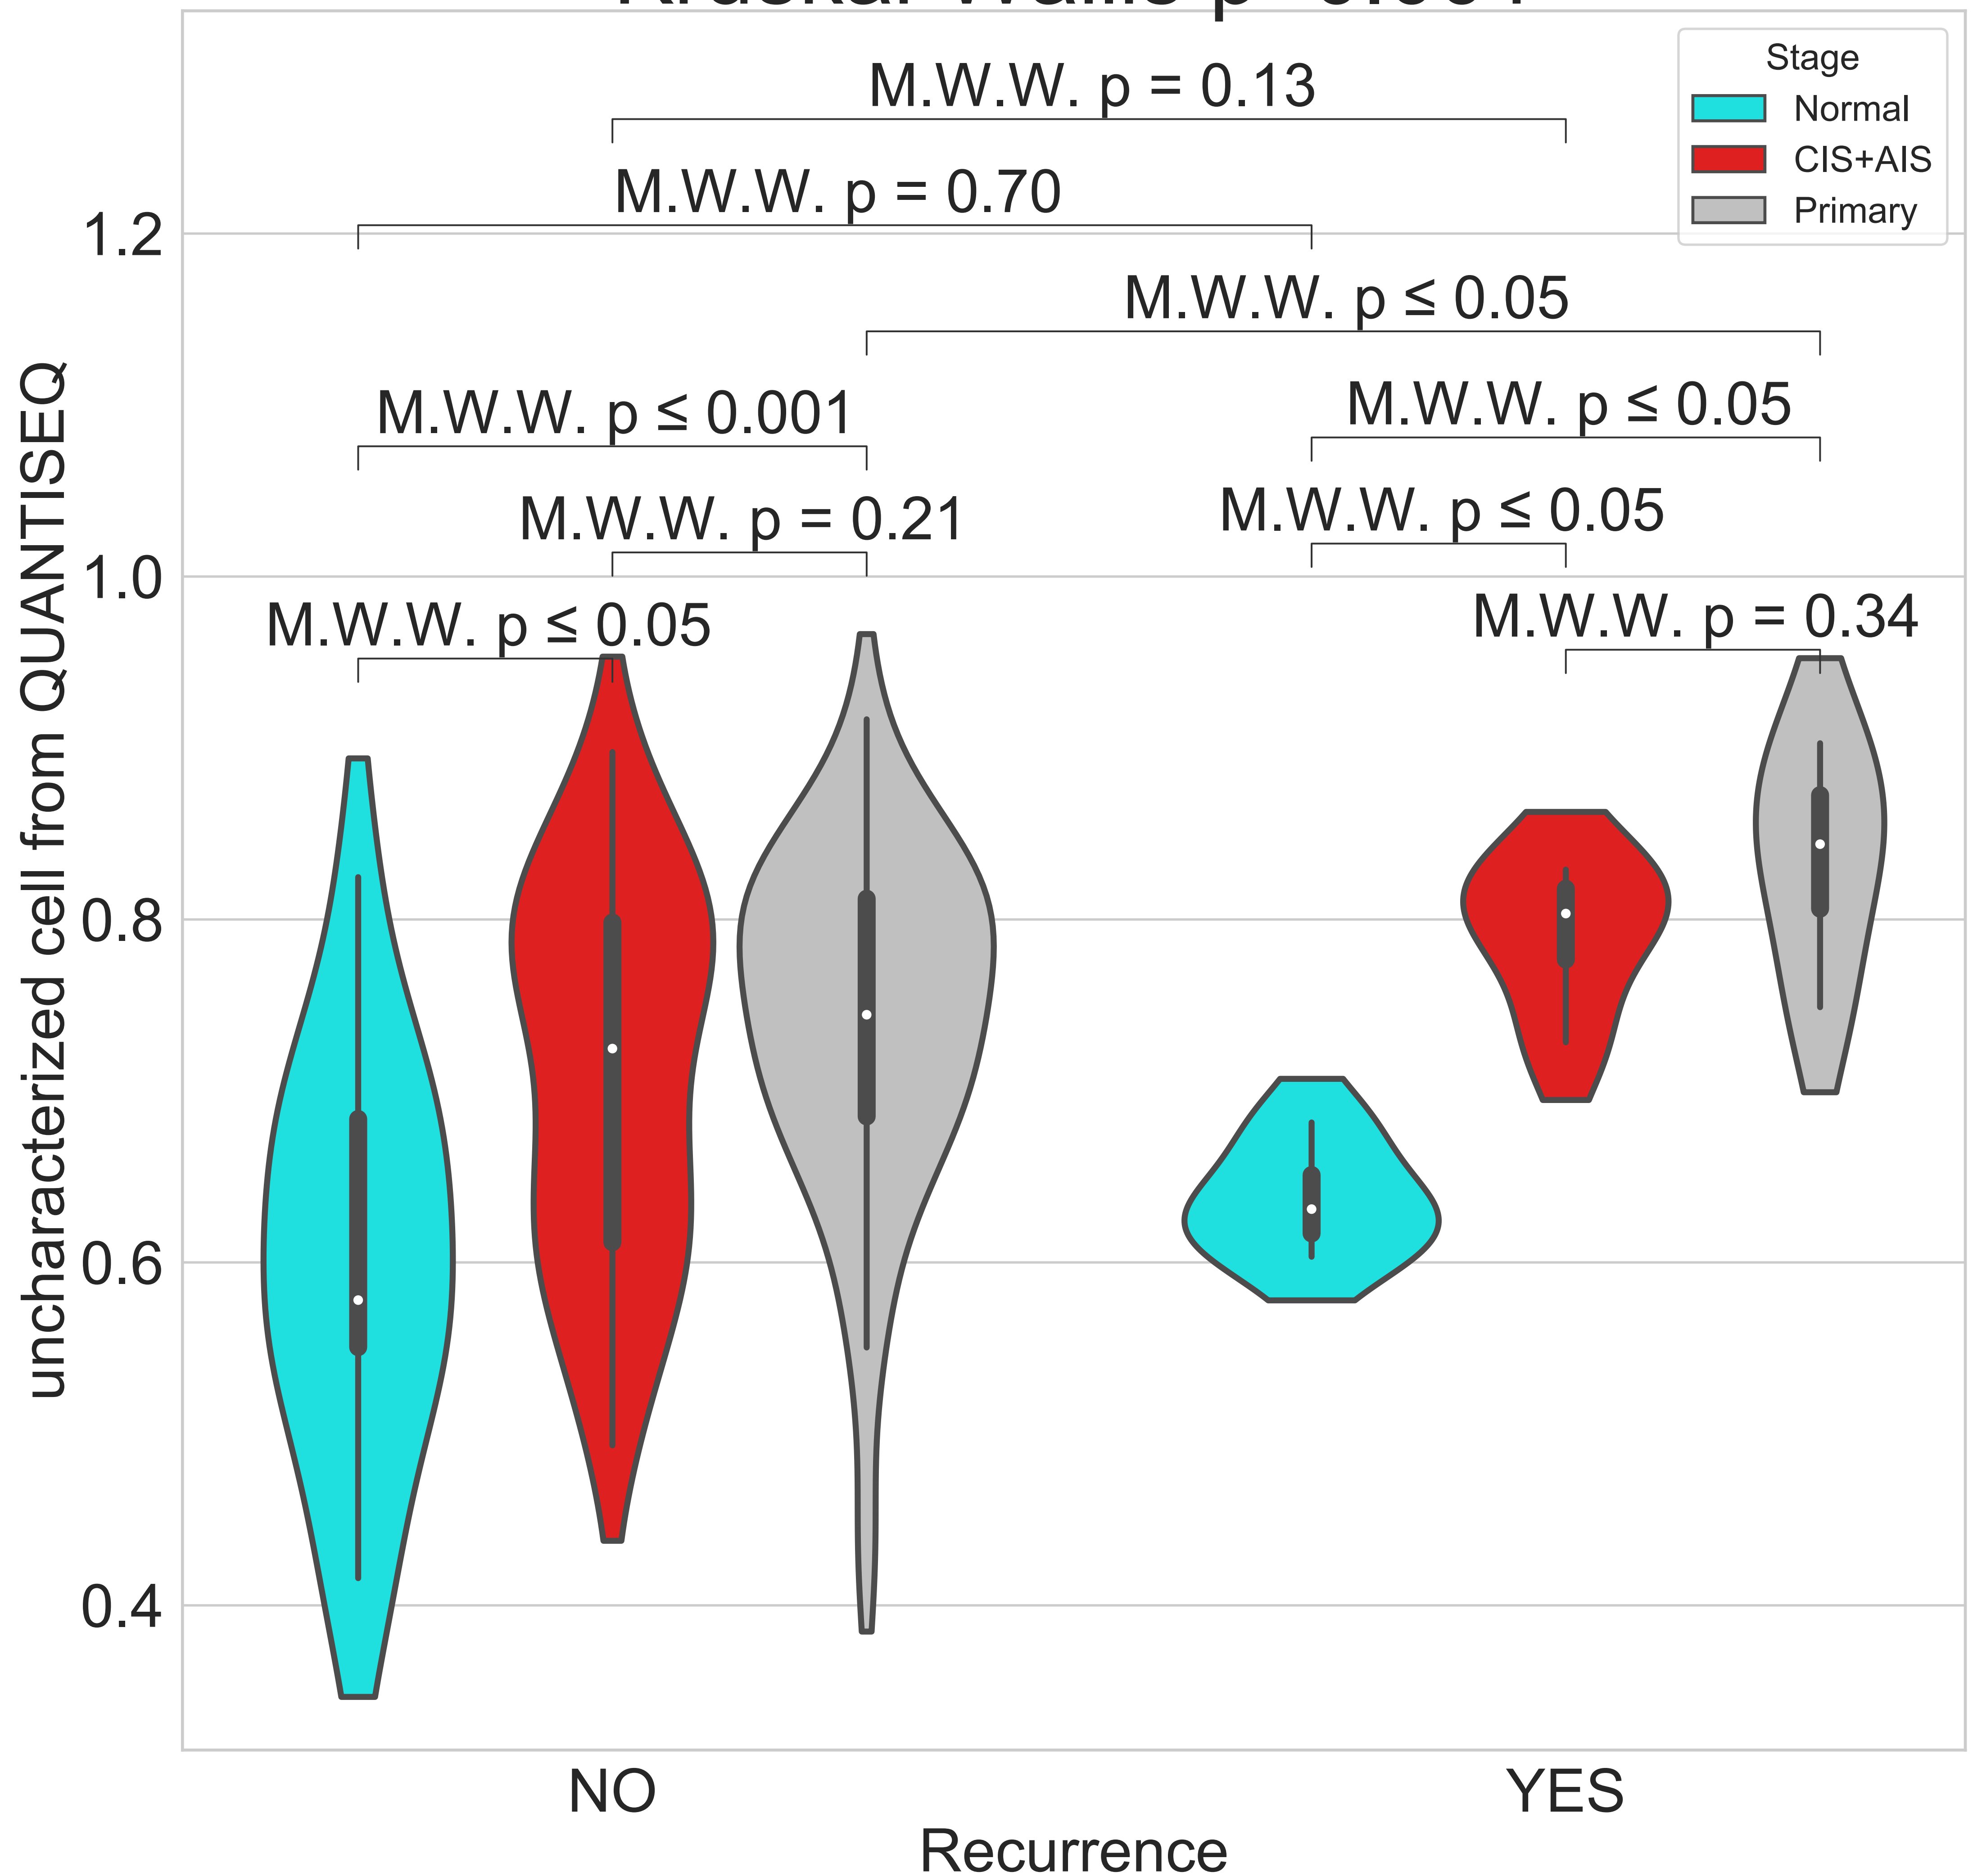 Stage
Normal
CIS+AIS
Primary
M.W.W. p = 0.13
M.W.W. p = 0.70
M.W.W. p ≤ 0.05
M.W.W. p ≤ 0.001
M.W.W. p ≤ 0.05
M.W.W. p = 0.21
M.W.W. p ≤ 0.05
M.W.W. p ≤ 0.05
M.W.W. p = 0.34
1.2
1.0
0.8
0.6
0.4
uncharacterized cell from QUANTISEQ
NO
YES
Recurrence